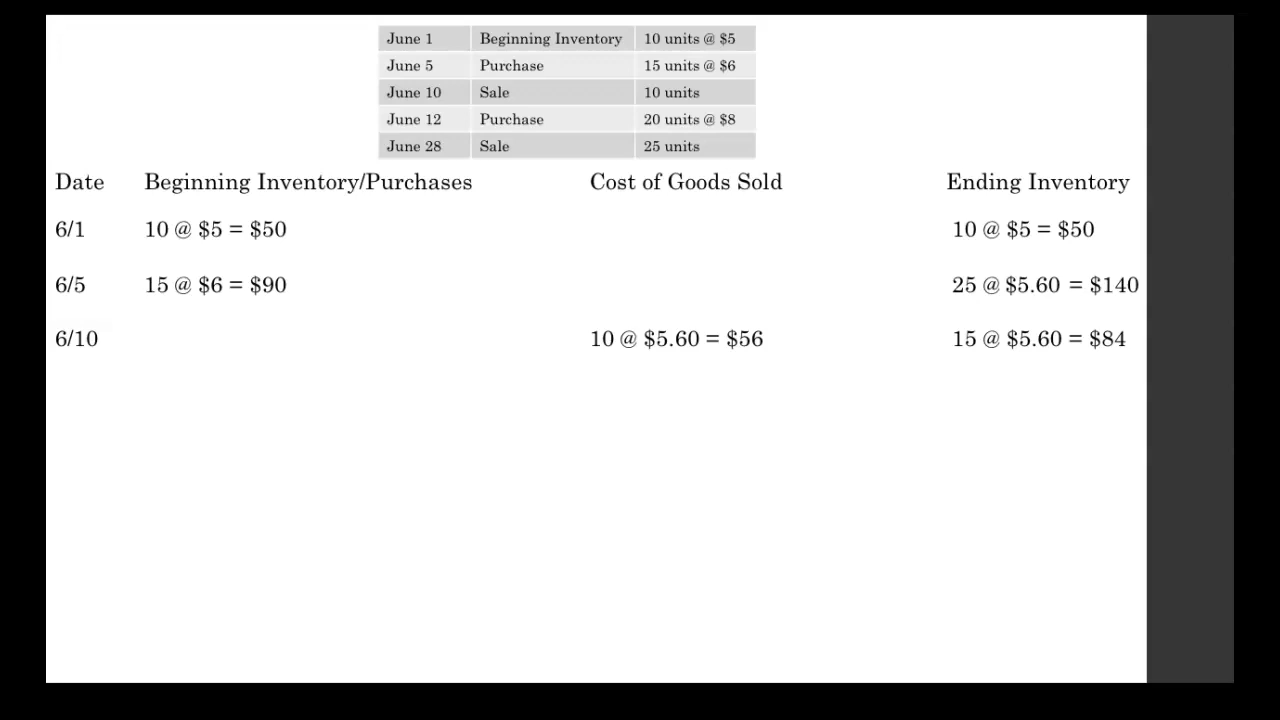 June 1 Beginning Inventory 10 units @ $5
June 5 Purchase 15 units @ $6
June 10 Sale 10 units
June 12 Purchase 20 units @ $8
June 28 Sale 25 units
Date Beginning Inventory/Purchases Cost of Goods Sold Ending Inventory
6/1 10 @ $5 = $50 10 @ $5 = $50
6/5 15 @ $6 = $90 25 @ $5.60 = $140
6/10 10 @ $5.60 = $56 15 @ $5.60 = $84